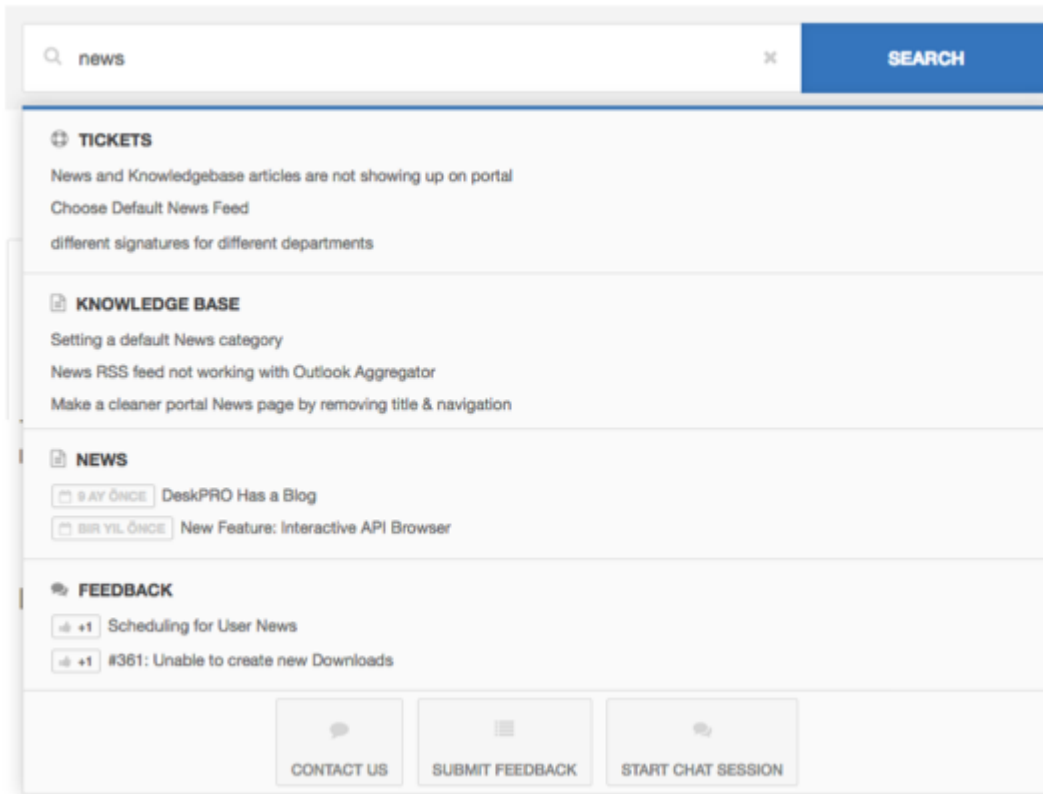 news
SEARCH
TICKETS
News and Knowledgebase articles are not showing up on portal
Choose Default News Feed
different signatures for different departments
KNOWLEDGE BASE
Setting a default News category
News RSS feed not working with Outlook Aggregator
Make a cleaner portal News page by removing title & navigation
NEWS
9 AY ÖNCE DeskPRO Has a Blog
BIR YIL ÖNCE New Feature: Interactive API Browser
FEEDBACK
+1 Scheduling for User News
+1 #361: Unable to create new Downloads
CONTACT US SUBMIT FEEDBACK START CHAT SESSION